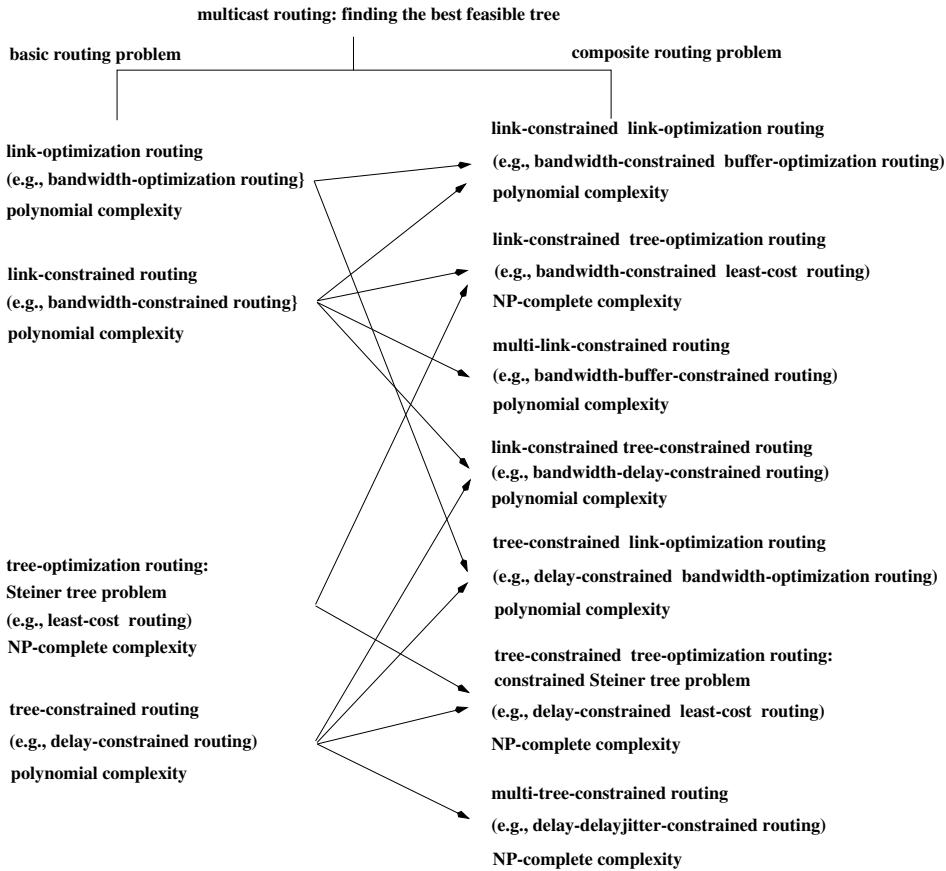 multicast routing: finding the best feasible tree
basic routing problem
composite routing problem
link-optimization routing
(e.g., bandwidth-optimization routing}
polynomial complexity
link-constrained routing
(e.g., bandwidth-constrained routing}
polynomial complexity
tree-optimization routing:
Steiner tree problem
(e.g., least-cost routing)
NP-complete complexity
tree-constrained routing
(e.g., delay-constrained routing)
polynomial complexity
link-constrained link-optimization routing
(e.g., bandwidth-constrained buffer-optimization routing)
polynomial complexity
link-constrained tree-optimization routing
(e.g., bandwidth-constrained least-cost routing)
NP-complete complexity
multi-link-constrained routing
(e.g., bandwidth-buffer-constrained routing)
polynomial complexity
link-constrained tree-constrained routing
(e.g., bandwidth-delay-constrained routing)
polynomial complexity
tree-constrained link-optimization routing
(e.g., delay-constrained bandwidth-optimization routing)
polynomial complexity
tree-constrained tree-optimization routing:
constrained Steiner tree problem
(e.g., delay-constrained least-cost routing)
NP-complete complexity
multi-tree-constrained routing
(e.g., delay-delayjitter-constrained routing)
NP-complete complexity